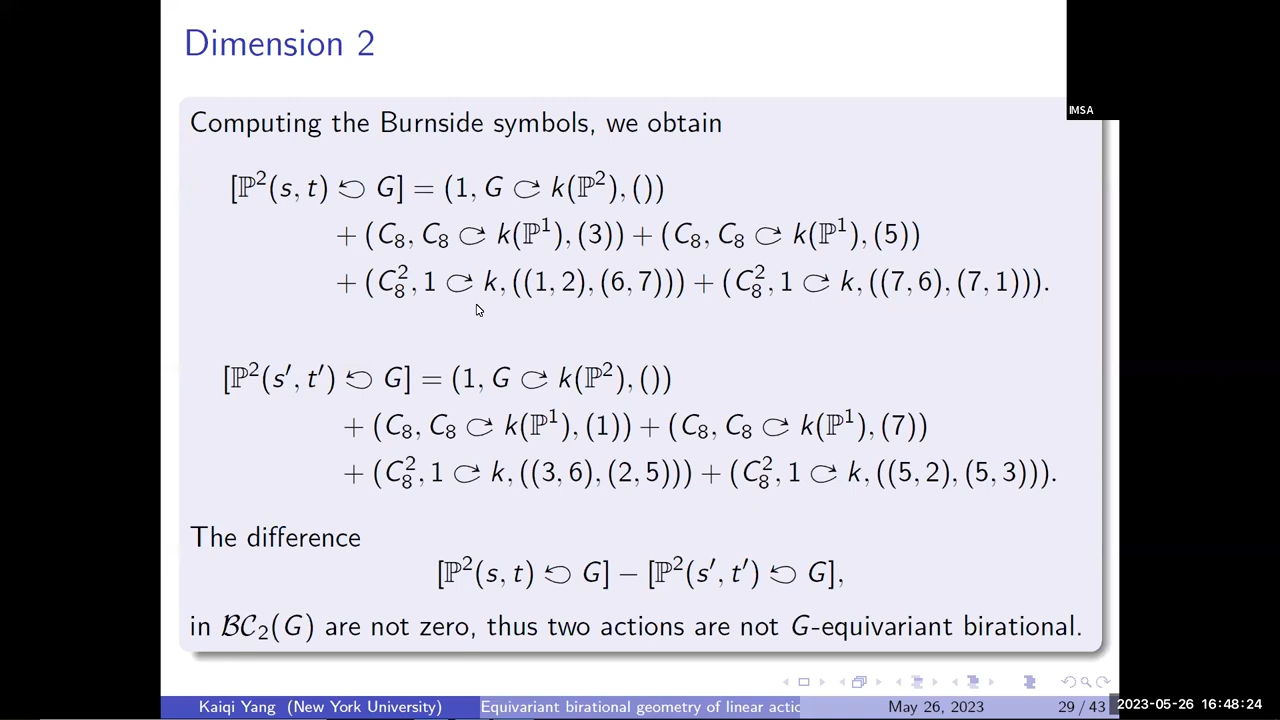 Dimension 2
IMSA
Computing the Burnside symbols, we obtain
[ℙ²(s, t) ⟲ G] = (1, G ⟳ k(ℙ²), ())
+ (C₈, C₈ ⟳ k(ℙ¹), (3)) + (C₈, C₈ ⟳ k(ℙ¹), (5))
+ (C₈², 1 ⟳ k, ((1, 2), (6, 7))) + (C₈², 1 ⟳ k, ((7, 6), (7, 1))).
[ℙ²(s′, t′) ⟲ G] = (1, G ⟳ k(ℙ²), ())
+ (C₈, C₈ ⟳ k(ℙ¹), (1)) + (C₈, C₈ ⟳ k(ℙ¹), (7))
+ (C₈², 1 ⟳ k, ((3, 6), (2, 5))) + (C₈², 1 ⟳ k, ((5, 2), (5, 3))).
The difference
[ℙ²(s, t) ⟲ G] − [ℙ²(s′, t′) ⟲ G],
in ℬ𝒞₂(G) are not zero, thus two actions are not G-equivariant birational.
Kaiqi Yang (New York University) Equivariant birational geometry of linear actio May 26, 2023 29 / 43
2023-05-26 16:48:24